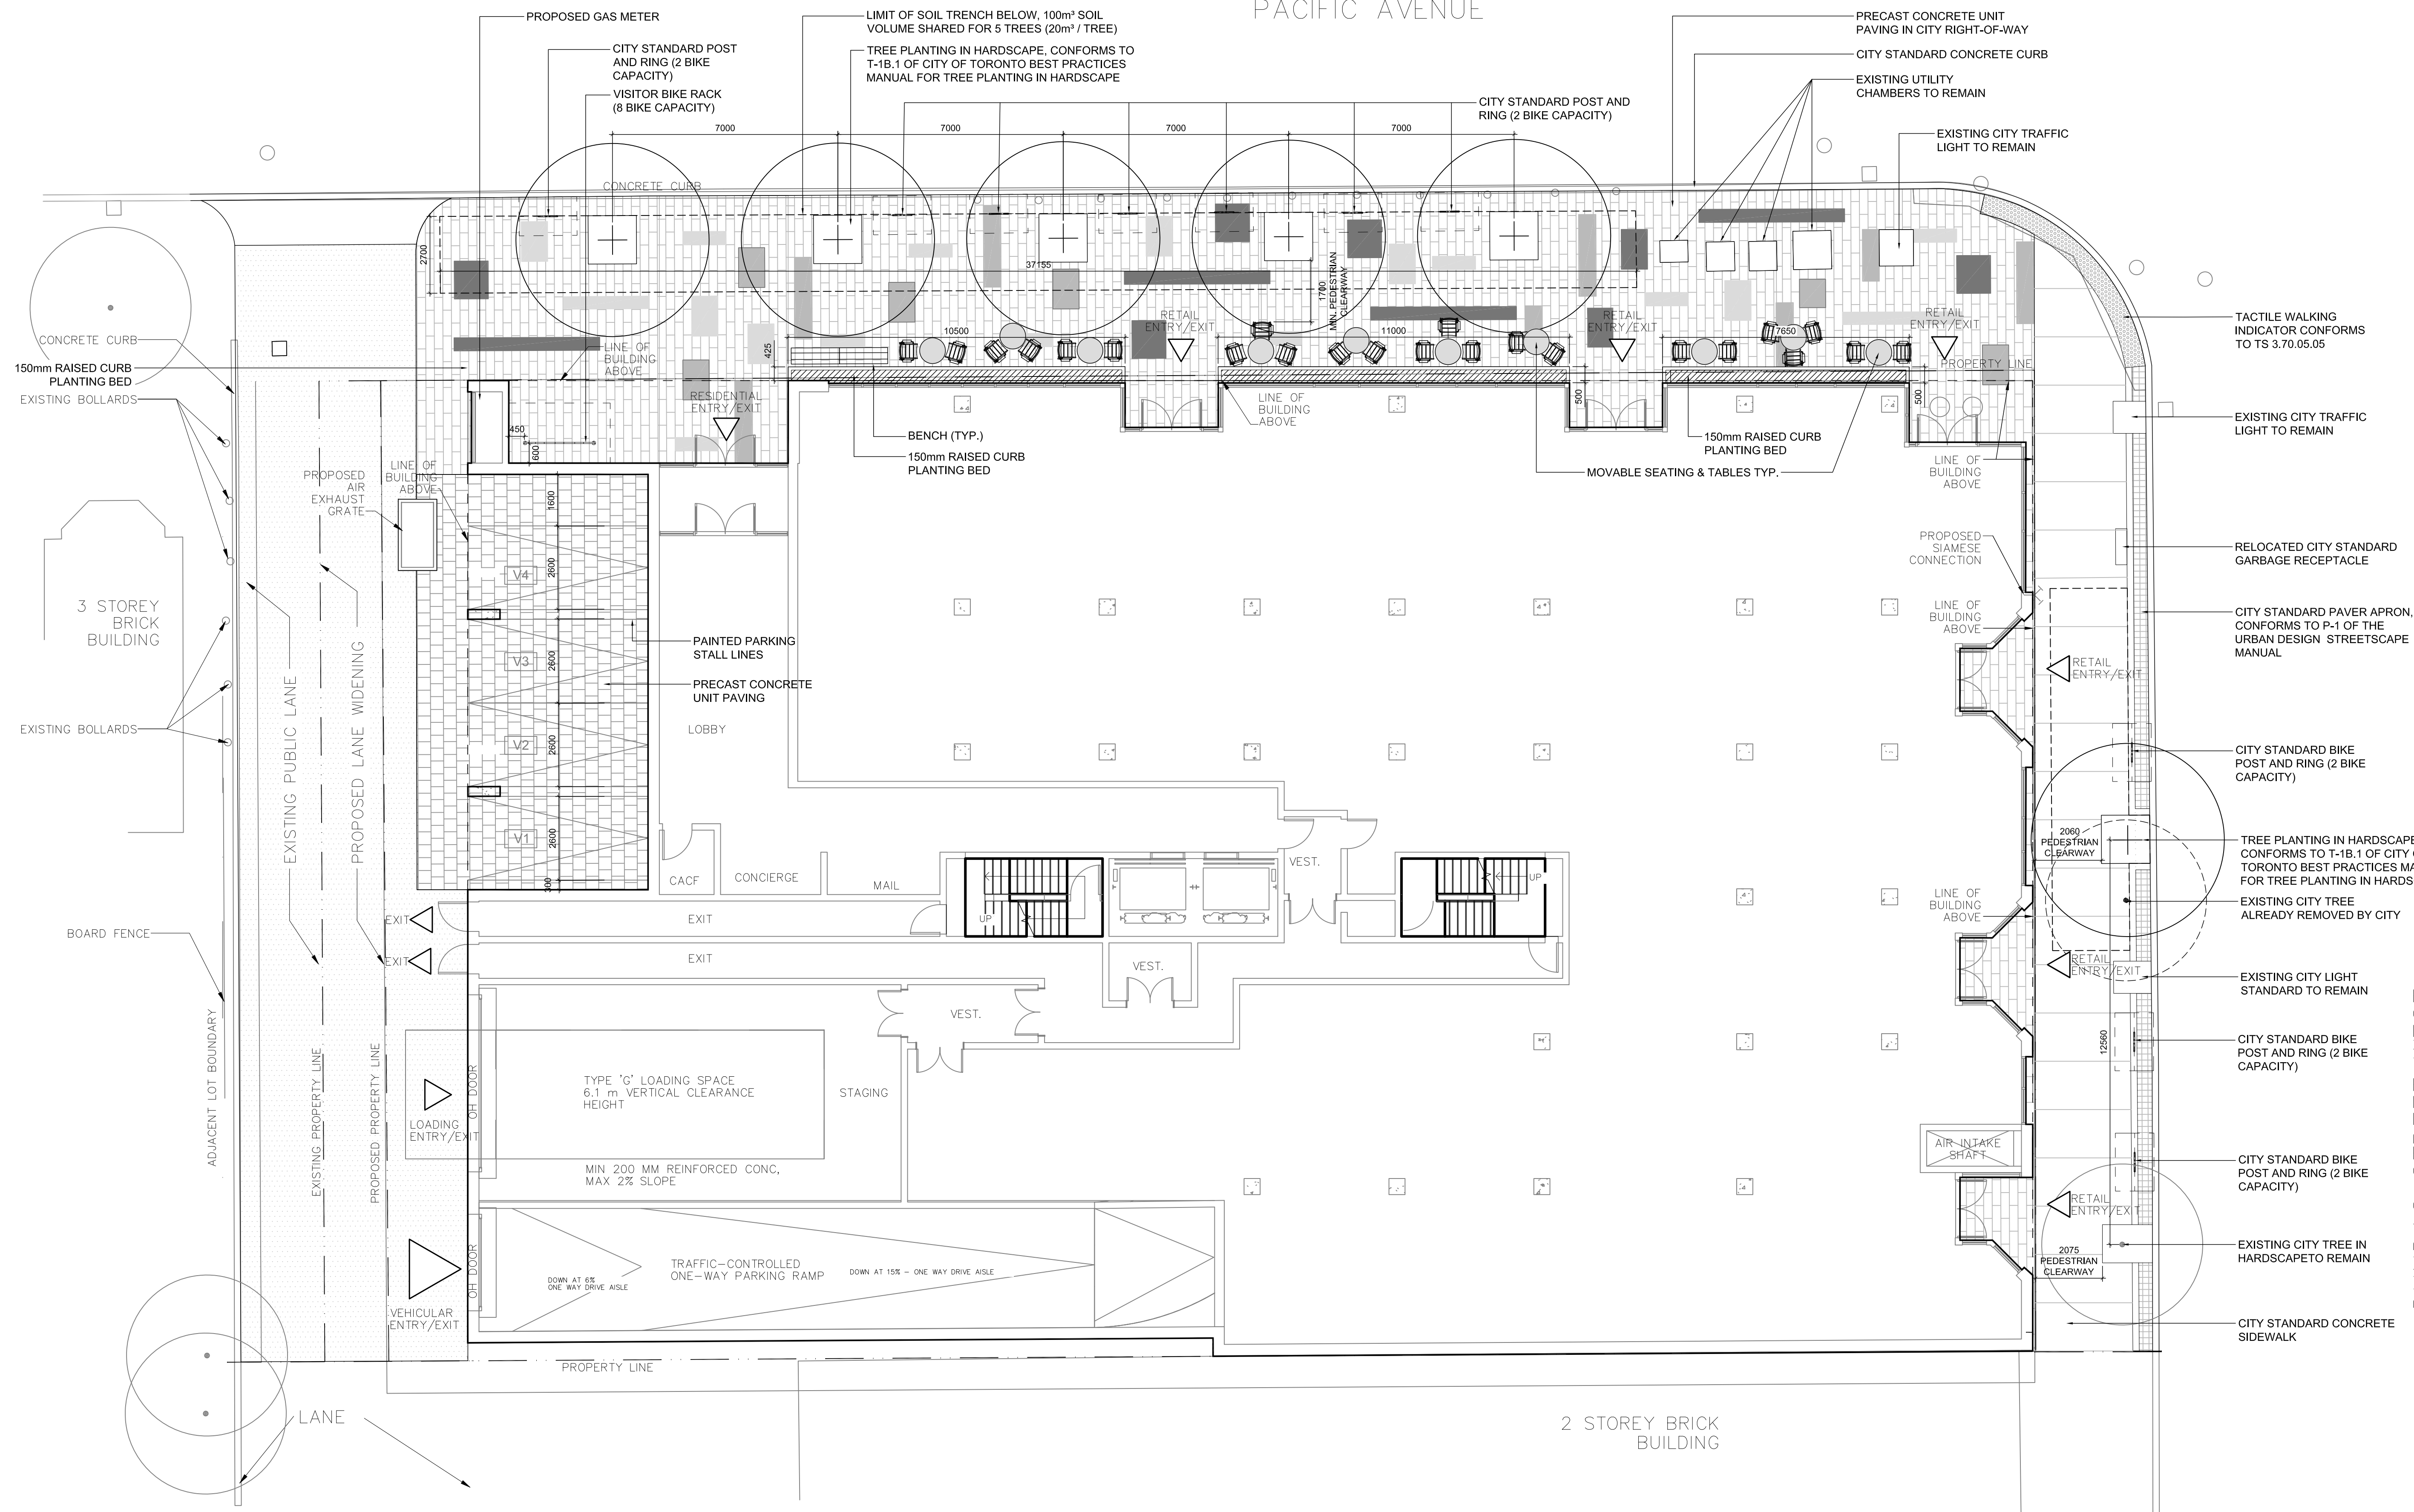 PACIFIC AVENUE
PROPOSED GAS METER
CITY STANDARD POST
AND RING (2 BIKE
CAPACITY)
VISITOR BIKE RACK
(8 BIKE CAPACITY)
LIMIT OF SOIL TRENCH BELOW, 100m³ SOIL
VOLUME SHARED FOR 5 TREES (20m³ / TREE)
TREE PLANTING IN HARDSCAPE, CONFORMS TO
T-1B.1 OF CITY OF TORONTO BEST PRACTICES
MANUAL FOR TREE PLANTING IN HARDSCAPE
CITY STANDARD POST AND
RING (2 BIKE CAPACITY)
PRECAST CONCRETE UNIT
PAVING IN CITY RIGHT-OF-WAY
CITY STANDARD CONCRETE CURB
EXISTING UTILITY
CHAMBERS TO REMAIN
EXISTING CITY TRAFFIC
LIGHT TO REMAIN
7000
7000
7000
7000
CONCRETE CURB
2700
37155
1700
MIN. PEDESTRIAN
CLEARWAY
CONCRETE CURB
150mm RAISED CURB
PLANTING BED
EXISTING BOLLARDS
LINE OF
BUILDING
ABOVE
425
10500
RETAIL
ENTRY/EXIT
11000
RETAIL
ENTRY/EXIT
7650
RETAIL
ENTRY/EXIT
PROPERTY LINE
RESIDENTIAL
ENTRY/EXIT
450
600
BENCH (TYP.)
150mm RAISED CURB
PLANTING BED
LINE OF
BUILDING
ABOVE
500
500
150mm RAISED CURB
PLANTING BED
MOVABLE SEATING & TABLES TYP.
LINE OF
BUILDING
ABOVE
TACTILE WALKING
INDICATOR CONFORMS
TO TS 3.70.05.05
EXISTING CITY TRAFFIC
LIGHT TO REMAIN
PROPOSED
AIR
EXHAUST
GRATE
LINE OF
BUILDING
ABOVE
1600
2600
V4
2600
V3
2600
V2
2600
V1
300
3 STOREY
BRICK
BUILDING
EXISTING BOLLARDS
EXISTING PUBLIC LANE
PROPOSED LANE WIDENING
PAINTED PARKING
STALL LINES
PRECAST CONCRETE
UNIT PAVING
LOBBY
PROPOSED
SIAMESE
CONNECTION
LINE OF
BUILDING
ABOVE
RELOCATED CITY STANDARD
GARBAGE RECEPTACLE
CITY STANDARD PAVER APRON,
CONFORMS TO P-1 OF THE
URBAN DESIGN STREETSCAPE
MANUAL
RETAIL
ENTRY/EXIT
CITY STANDARD BIKE
POST AND RING (2 BIKE
CAPACITY)
2060
PEDESTRIAN
CLEARWAY
TREE PLANTING IN HARDSCAPE
CONFORMS TO T-1B.1 OF CITY
TORONTO BEST PRACTICES
FOR TREE PLANTING IN
EXISTING CITY TREE
ALREADY REMOVED BY CITY
LINE OF
BUILDING
ABOVE
RETAIL
ENTRY/EXIT
EXISTING CITY LIGHT
STANDARD TO REMAIN
CACF
CONCIERGE
MAIL
VEST.
UP
UP
EXIT
EXIT
EXIT
EXIT
VEST.
VEST.
BOARD FENCE
ADJACENT LOT BOUNDARY
EXISTING PROPERTY LINE
PROPOSED PROPERTY LINE
OH DOOR
LOADING
ENTRY/EXIT
TYPE 'G' LOADING SPACE
6.1 m VERTICAL CLEARANCE
HEIGHT
STAGING
MIN 200 MM REINFORCED CONC,
MAX 2% SLOPE
12560
CITY STANDARD BIKE
POST AND RING (2 BIKE
CAPACITY)
AIR INTAKE
SHAFT
CITY STANDARD BIKE
POST AND RING (2 BIKE
CAPACITY)
RETAIL
ENTRY/EXIT
OH DOOR
VEHICULAR
ENTRY/EXIT
DOWN AT 6%
ONE WAY DRIVE AISLE
TRAFFIC-CONTROLLED
ONE-WAY PARKING RAMP
DOWN AT 15% - ONE WAY DRIVE AISLE
2075
PEDESTRIAN
CLEARWAY
EXISTING CITY TREE IN
HARDSCAPETO REMAIN
CITY STANDARD CONCRETE
SIDEWALK
PROPERTY LINE
LANE
2 STOREY BRICK
BUILDING